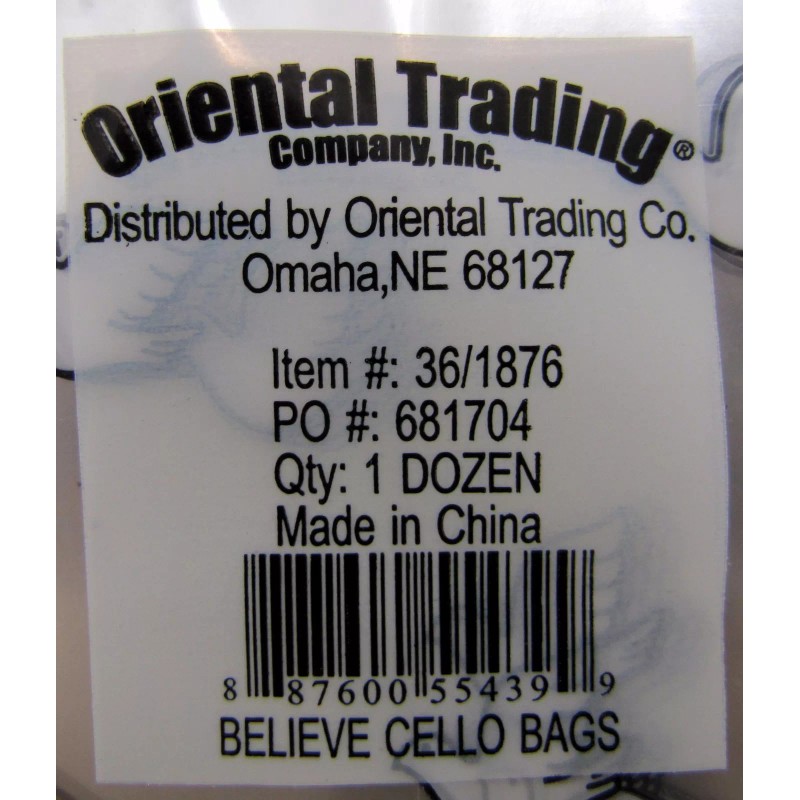 Oriental Trading®
Company, Inc.
Distributed by Oriental Trading Co.
Omaha,NE 68127
Item #: 36/1876
PO #: 681704
Qty: 1 DOZEN
Made in China
8 87600 55439 9
BELIEVE CELLO BAGS